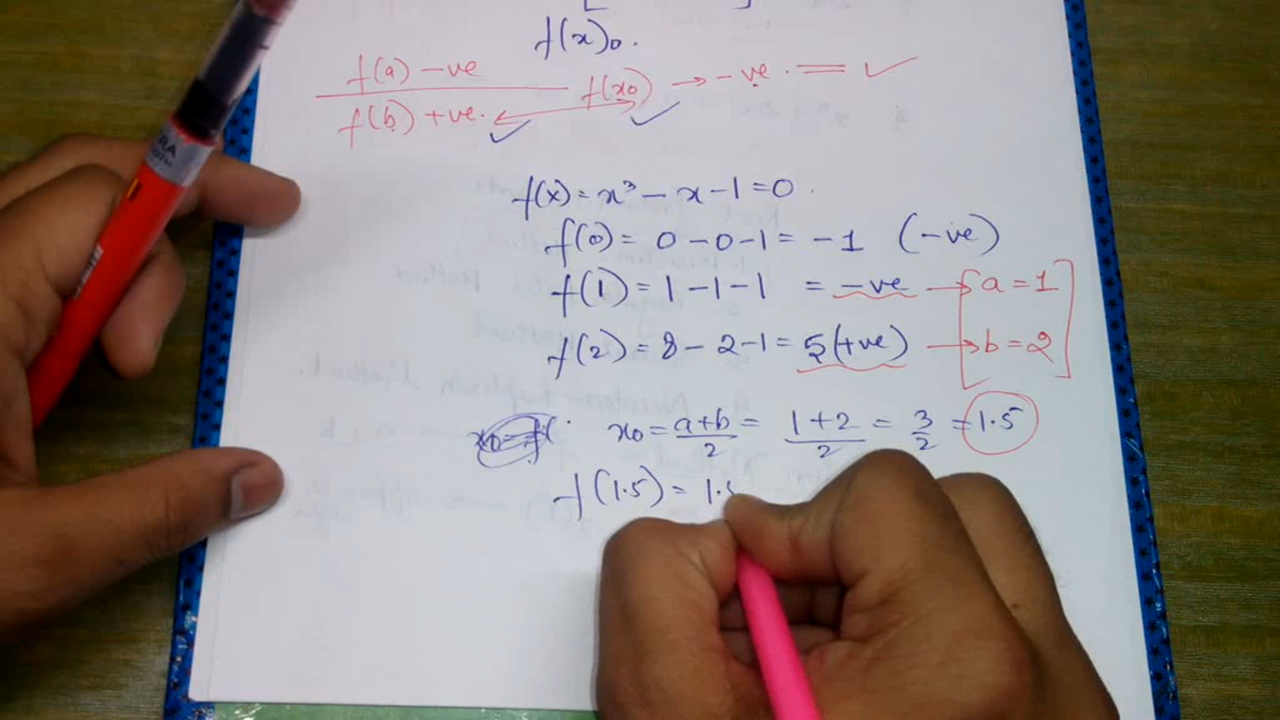 f(x)₀.
f(a) -ve
f(x₀) → -ve. = ✓
f(b) +ve.
f(x) = x³ - x - 1 = 0
f(0) = 0 - 0 - 1 = -1 (-ve)
f(1) = 1 - 1 - 1 = -ve → a = 1
f(2) = 8 - 2 - 1 = 5(+ve) → b = 2
x₀ = a+b/2 = 1+2/2 = 3/2 = 1.5
f(1.5) = 1.5